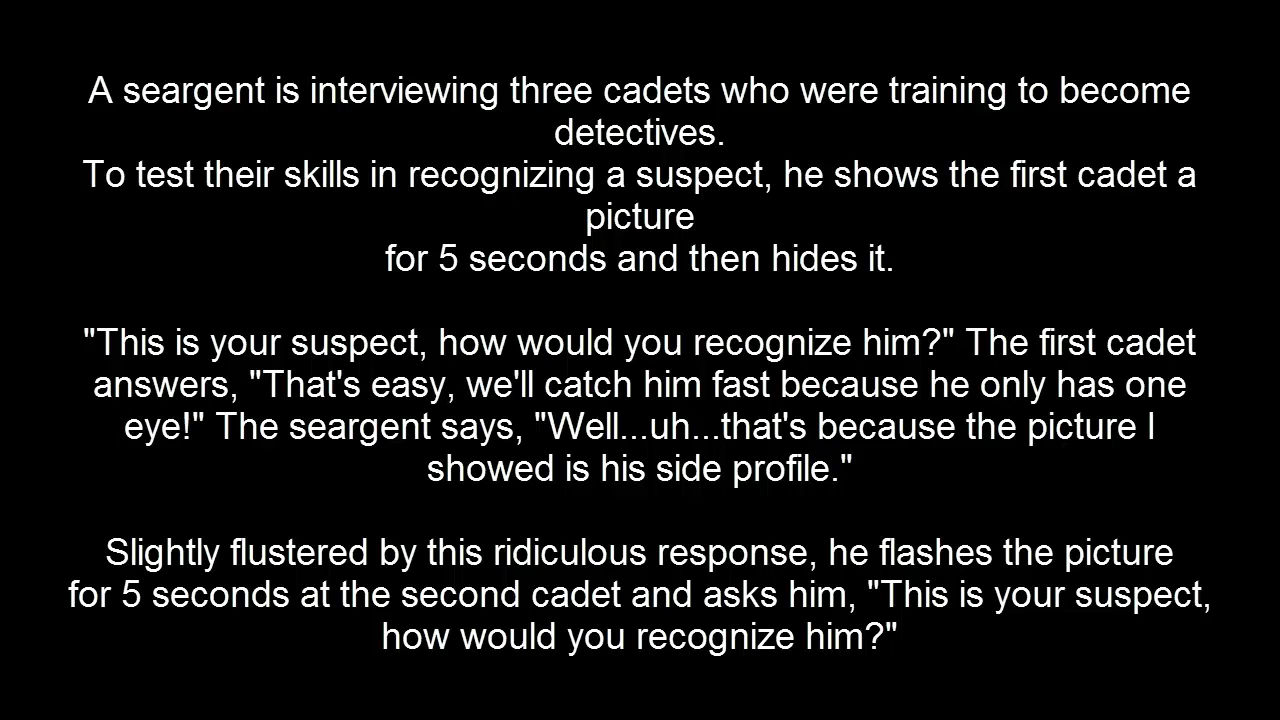 A seargent is interviewing three cadets who were training to become
detectives.
To test their skills in recognizing a suspect, he shows the first cadet a
picture
for 5 seconds and then hides it.
"This is your suspect, how would you recognize him?" The first cadet
answers, "That's easy, we'll catch him fast because he only has one
eye!" The seargent says, "Well...uh...that's because the picture I
showed is his side profile."
Slightly flustered by this ridiculous response, he flashes the picture
for 5 seconds at the second cadet and asks him, "This is your suspect,
how would you recognize him?"